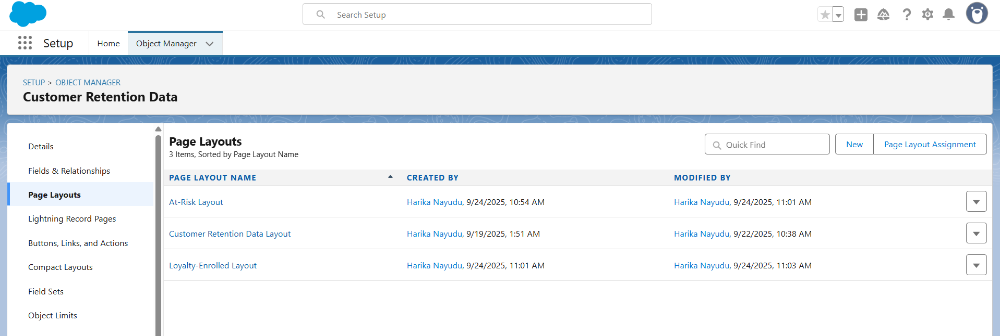 Search Setup
Setup
Home
Object Manager
SETUP > OBJECT MANAGER
Customer Retention Data
Details
Fields & Relationships
Page Layouts
Lightning Record Pages
Buttons, Links, and Actions
Compact Layouts
Field Sets
Object Limits
Page Layouts
3 Items, Sorted by Page Layout Name
Quick Find
New
Page Layout Assignment
PAGE LAYOUT NAME CREATED BY MODIFIED BY
At-Risk Layout Harika Nayudu, 9/24/2025, 10:54 AM Harika Nayudu, 9/24/2025, 11:01 AM
Customer Retention Data Layout Harika Nayudu, 9/19/2025, 1:51 AM Harika Nayudu, 9/22/2025, 10:38 AM
Loyalty-Enrolled Layout Harika Nayudu, 9/24/2025, 11:01 AM Harika Nayudu, 9/24/2025, 11:03 AM